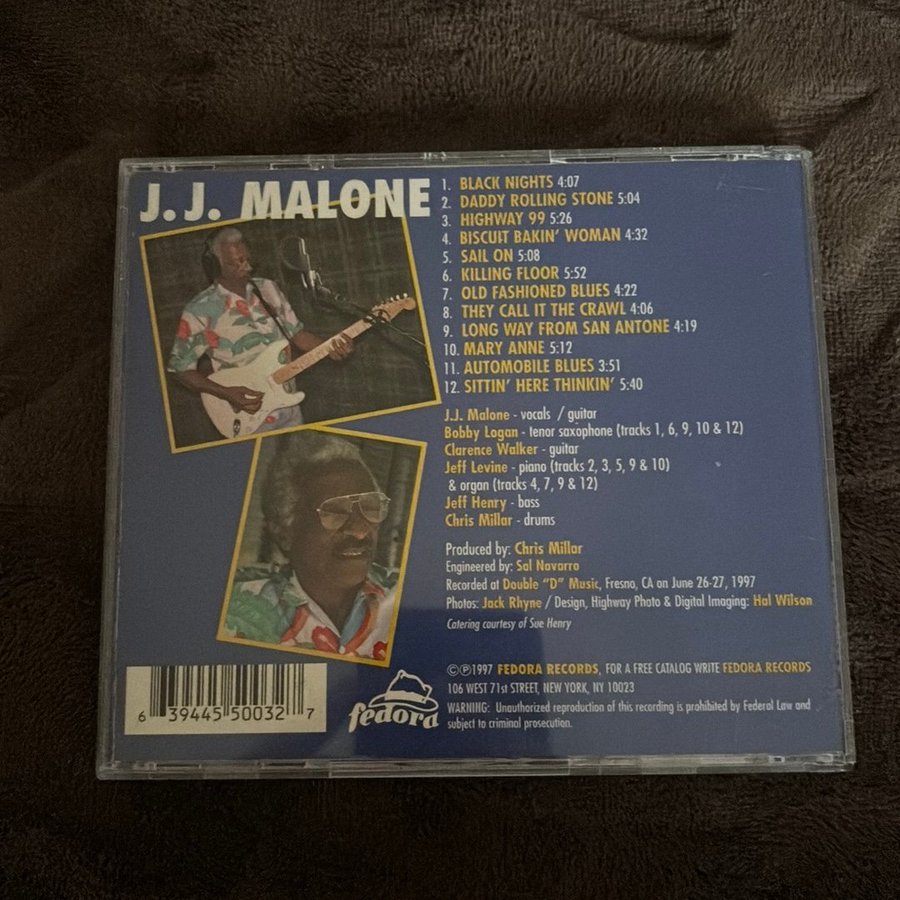 J.J. MALONE
1. BLACK NIGHTS 4:07
2. DADDY ROLLING STONE 5:04
3. HIGHWAY 99 5:26
4. BISCUIT BAKIN' WOMAN 4:32
5. SAIL ON 5:08
6. KILLING FLOOR 5:52
7. OLD FASHIONED BLUES 4:22
8. THEY CALL IT THE CRAWL 4:06
9. LONG WAY FROM SAN ANTONE 4:19
10. MARY ANNE 5:12
11. AUTOMOBILE BLUES 3:51
12. SITTIN' HERE THINKIN' 5:40
J.J. Malone - vocals / guitar
Bobby Logan - tenor saxophone (tracks 1, 6, 9, 10 & 12)
Clarence Walker - guitar
Jeff Levine - piano (tracks 2, 3, 5, 9 & 10)
& organ (tracks 4, 7, 9 & 12)
Jeff Henry - bass
Chris Millar - drums
Produced by: Chris Millar
Engineered by: Sal Navarro
Recorded at Double "D" Music, Fresno, CA on June 26-27, 1997
Photos: Jack Rhyne / Design, Highway Photo & Digital Imaging: Hal Wilson
Catering courtesy of Sue Henry
©℗1997 FEDORA RECORDS, FOR A FREE CATALOG WRITE FEDORA RECORDS
106 WEST 71st STREET, NEW YORK, NY 10023
WARNING: Unauthorized reproduction of this recording is prohibited by Federal Law and
subject to criminal prosecution.
fedora
6 39445 50032 7